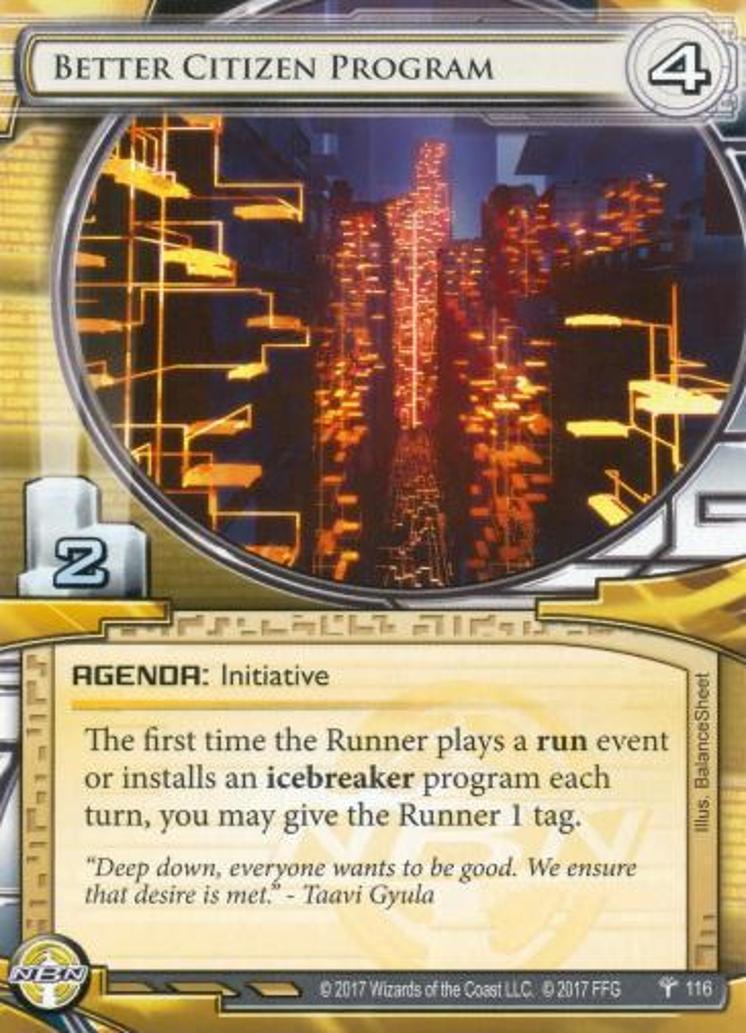 BETTER CITIZEN PROGRAM
4
2
AGENDA: Initiative
The first time the Runner plays a run event
or installs an icebreaker program each
turn, you may give the Runner 1 tag.
“Deep down, everyone wants to be good. We ensure
that desire is met.” - Taavi Gyula
Illus. BalanceSheet
NBN
NBN
© 2017 Wizards of the Coast LLC. © 2017 FFG
116